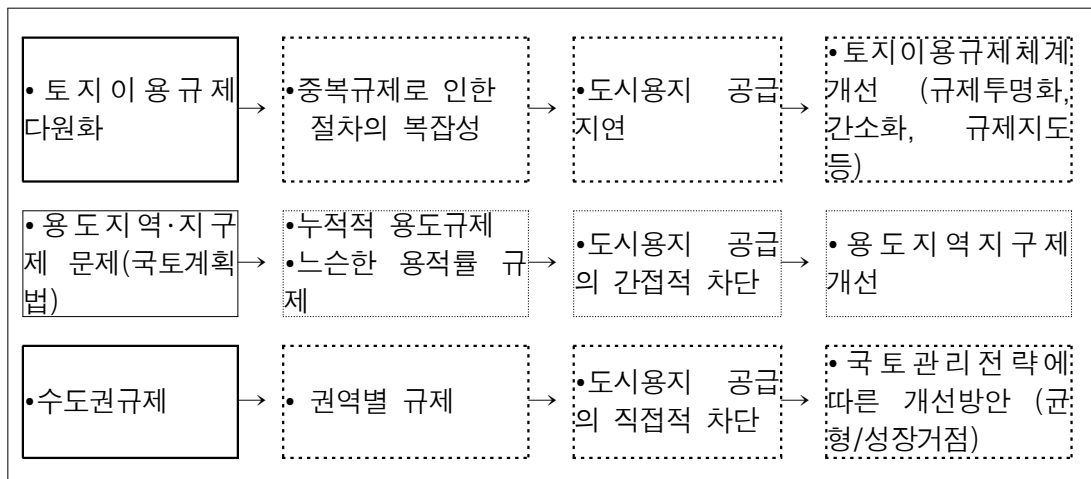 • 토지이용규제
다원화
→
•중복규제로 인한
절차의 복잡성
→
•도시용지 공급
지연
→
• 토지이용규제체계
개선 (규제투명화,
간소화, 규제지도
등)
• 용도지역·지구
제 문제(국토계획
법)
→
•누적적 용도규제
•느슨한 용적률 규
제
→
•도시용지 공급
의 간접적 차단
→
• 용도지역지구제
개선
•수도권규제
→
• 권역별 규제
→
•도시용지 공급
의 직접적 차단
→
• 국토관리전략에
따른 개선방안 (균
형/성장거점)